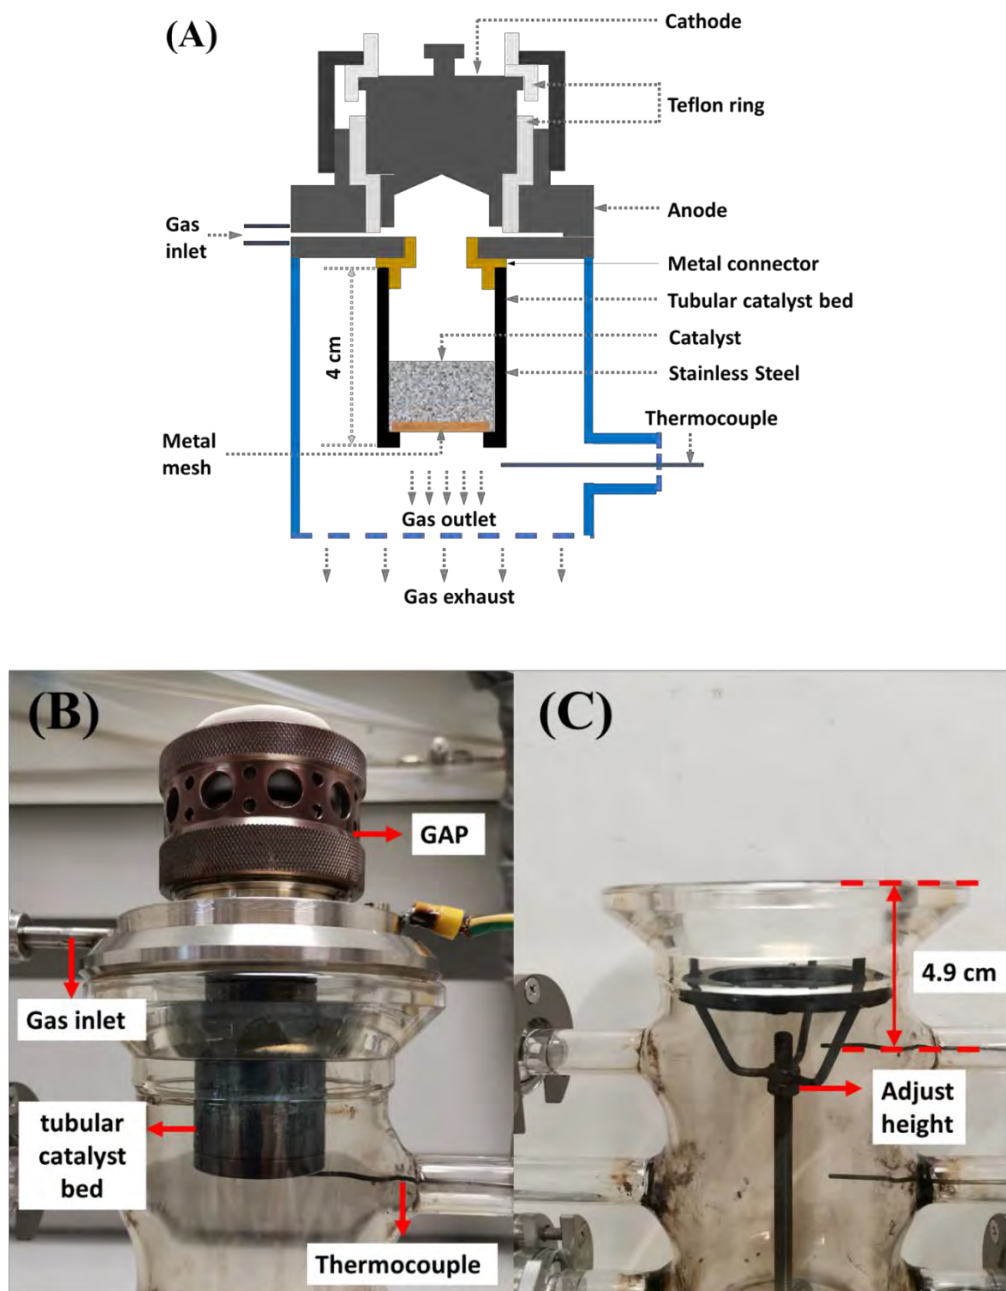 (A)
Cathode
Teflon ring
Anode
Gas
inlet
Metal connector
Tubular catalyst bed
4 cm
Catalyst
Stainless Steel
Thermocouple
Metal
mesh
Gas outlet
Gas exhaust
(B)
GAP
Gas inlet
tubular
catalyst
bed
Thermocouple
(C)
4.9 cm
Adjust
height